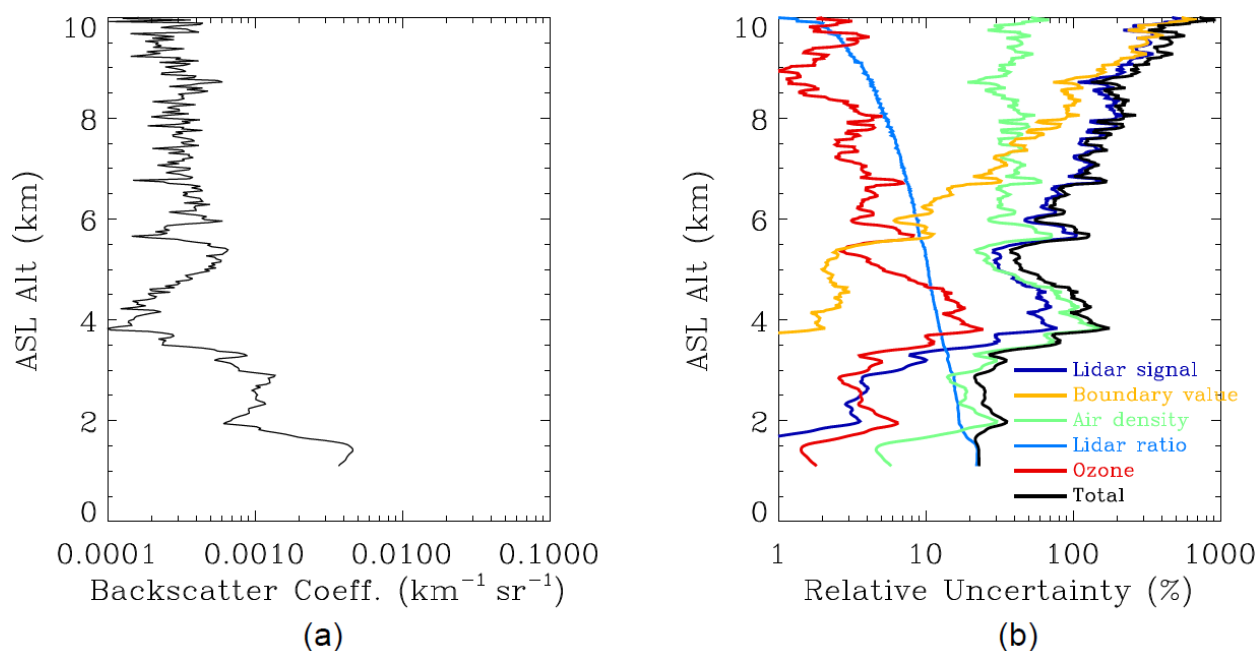 10
8
6
4
2
0
ASL Alt (km)
0.0001 0.0010 0.0100 0.1000
Backscatter Coeff. (km⁻¹ sr⁻¹)
(a)
10
8
6
4
2
0
ASL Alt (km)
Lidar signal
Boundary value
Air density
Lidar ratio
Ozone
Total
1 10 100 1000
Relative Uncertainty (%)
(b)